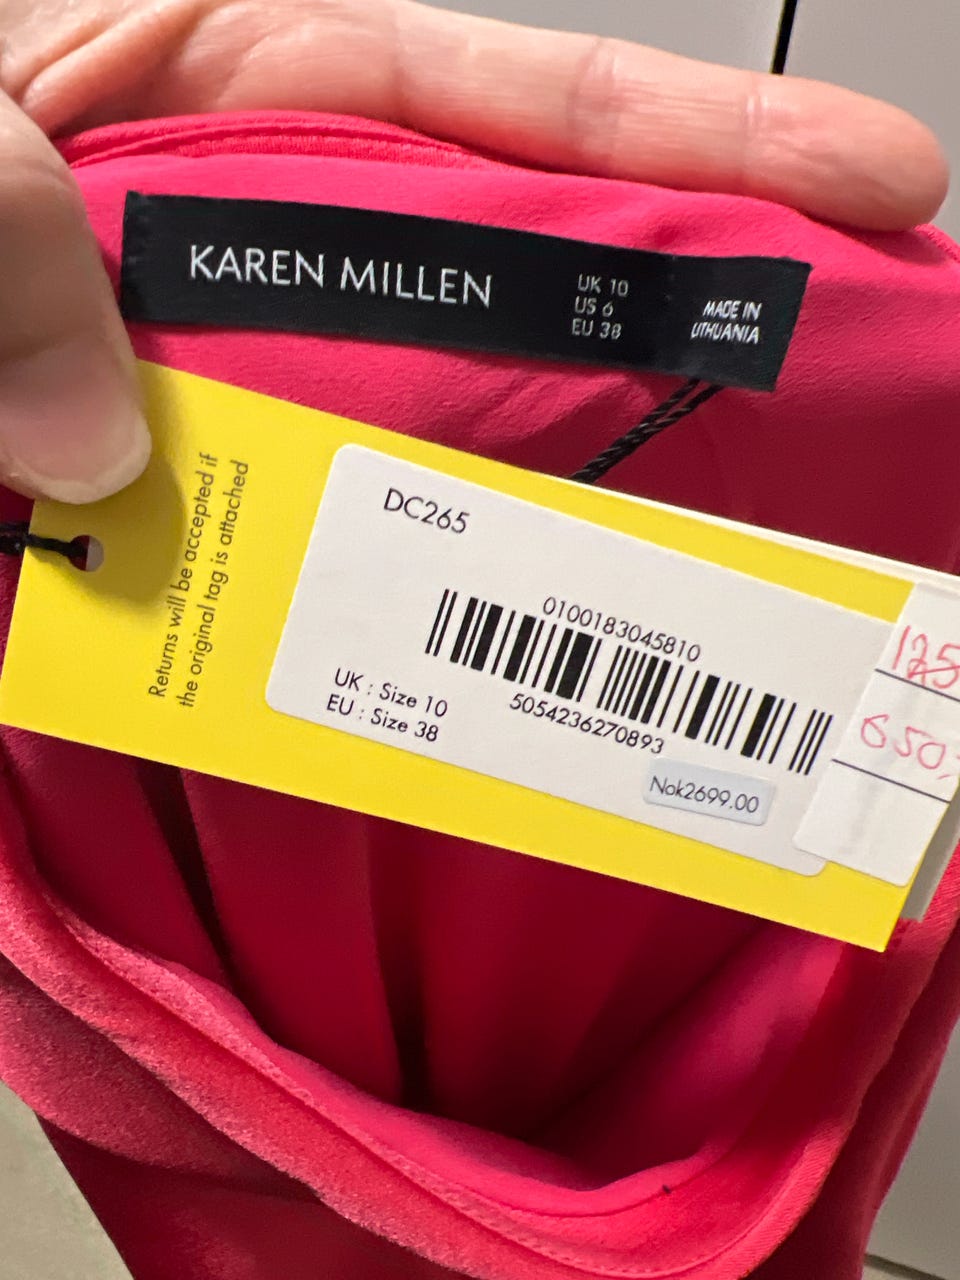 KAREN MILLEN
UK 10
US 6
EU 38
MADE IN
LITHUANIA
Returns will be accepted if
the original tag is attached
DC265
0100183045810
5054236270893
UK : Size 10
EU : Size 38
Nok2699.00
125
650,-